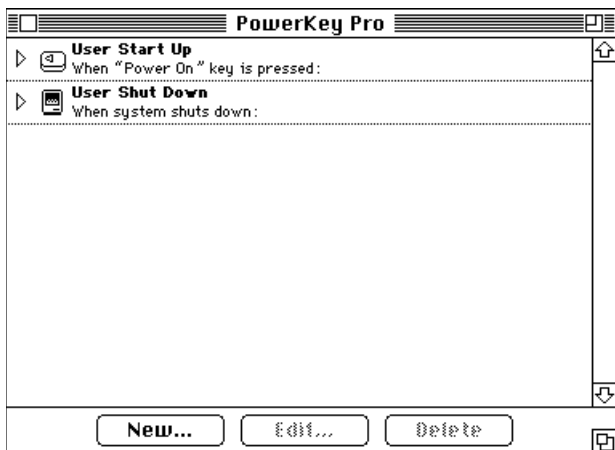 PowerKey Pro
User Start Up
When “Power On” key is pressed:
User Shut Down
When system shuts down:
New... Edit... Delete